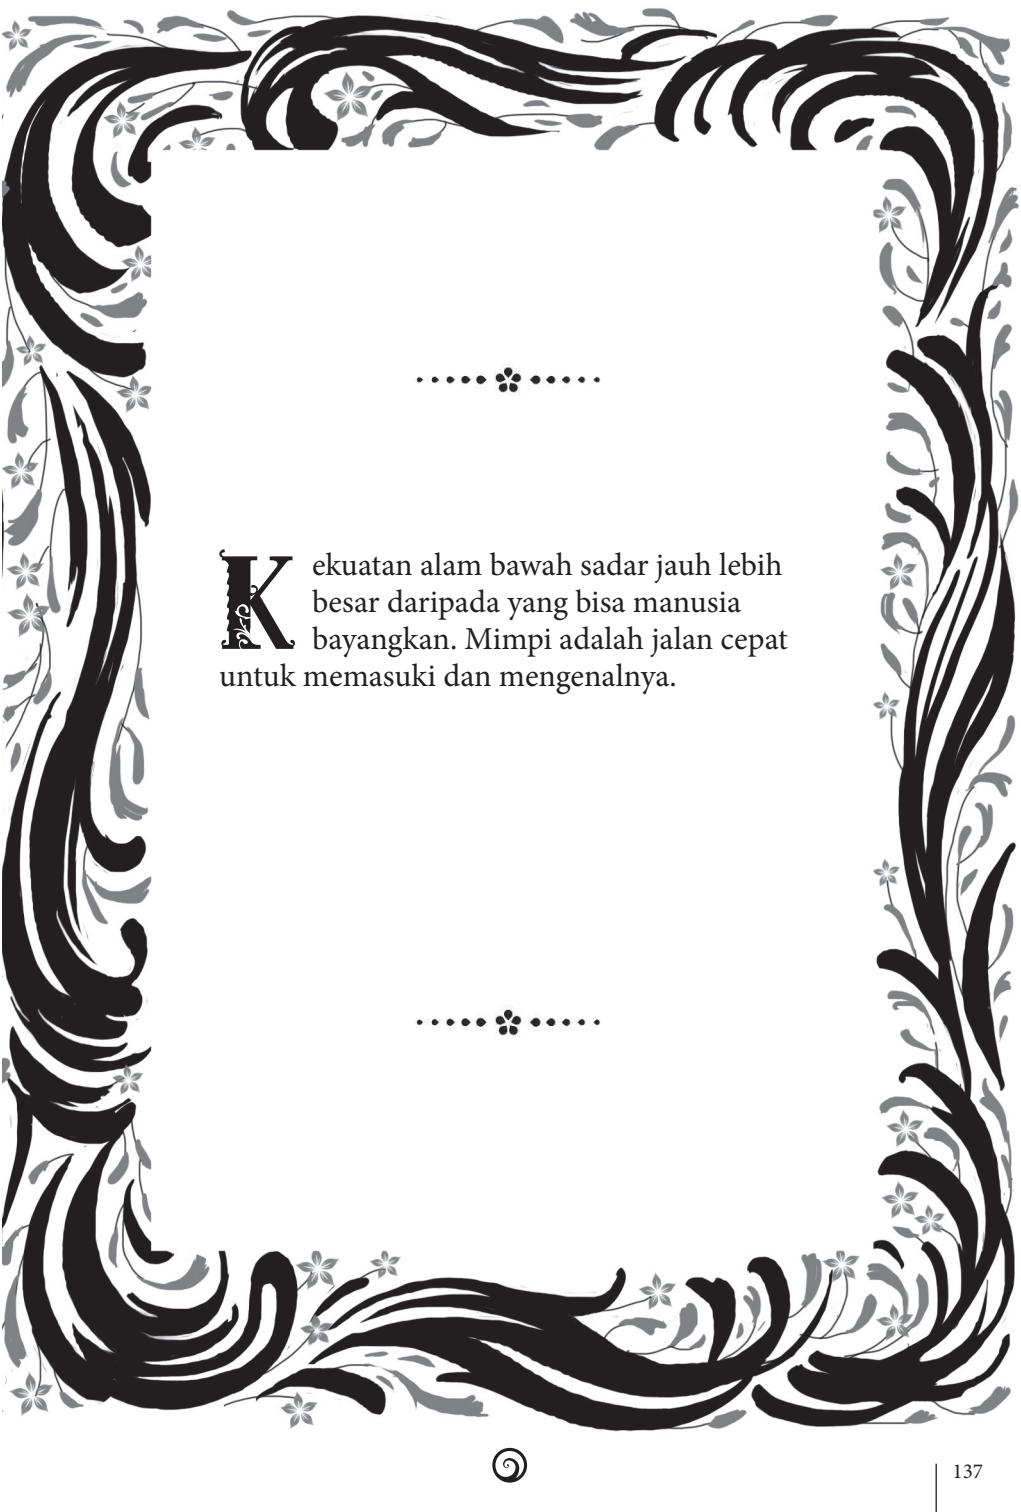 Kekuatan alam bawah sadar jauh lebih
besar daripada yang bisa manusia
bayangkan. Mimpi adalah jalan cepat
untuk memasuki dan mengenalnya.
137